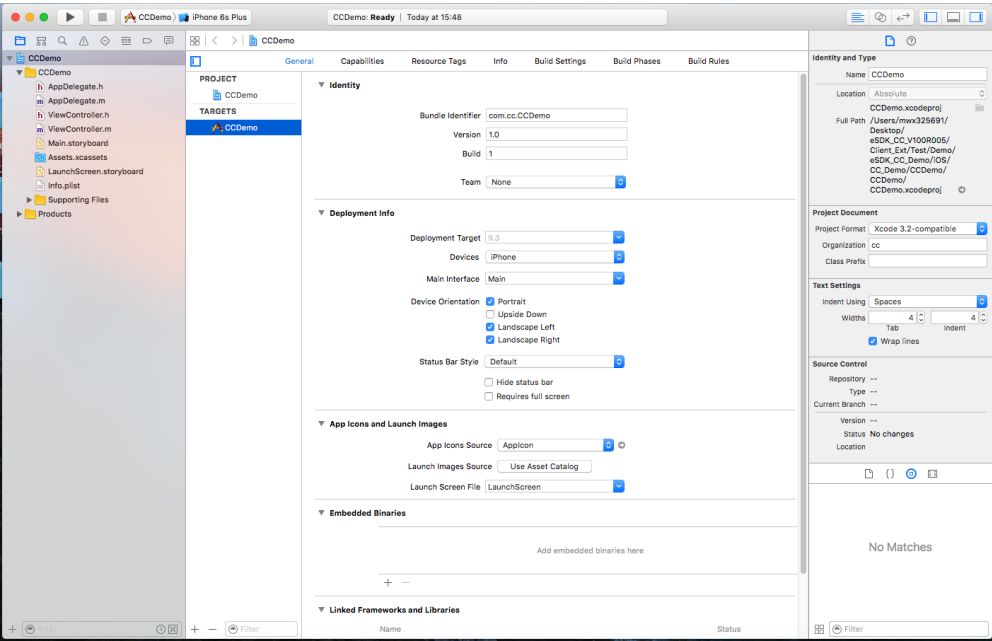 CCDemo
iPhone 6s Plus
CCDemo: Ready | Today at 15:48
CCDemo
CCDemo
CCDemo
AppDelegate.h
AppDelegate.m
ViewController.h
ViewController.m
Main.storyboard
Assets.xcassets
LaunchScreen.storyboard
Info.plist
Supporting Files
Products
Filter
General
Capabilities
Resource Tags
Info
Build Settings
Build Phases
Build Rules
PROJECT
CCDemo
TARGETS
CCDemo
Filter
Identity
Bundle Identifier com.cc.CCDemo
Version 1.0
Build 1
Team None
Deployment Info
Deployment Target 9.3
Devices iPhone
Main Interface Main
Device Orientation Portrait
Upside Down
Landscape Left
Landscape Right
Status Bar Style Default
Hide status bar
Requires full screen
App Icons and Launch Images
App Icons Source AppIcon
Launch Images Source Use Asset Catalog
Launch Screen File LaunchScreen
Embedded Binaries
Add embedded binaries here
Linked Frameworks and Libraries
Name Status
Identity and Type
Name CCDemo
Location Absolute
CCDemo.xcodeproj
Full Path /Users/mwx325691/
Desktop/
eSDK_CC_V100R005/
Client_Ext/Test/Demo/
eSDK_CC_Demo/iOS/
CC_Demo/CCDemo/
CCDemo/
CCDemo.xcodeproj
Project Document
Project Format Xcode 3.2-compatible
Organization cc
Class Prefix
Text Settings
Indent Using Spaces
Widths 4 4
Tab Indent
Wrap lines
Source Control
Repository --
Type --
Current Branch --
Version --
Status No changes
Location
No Matches
Filter